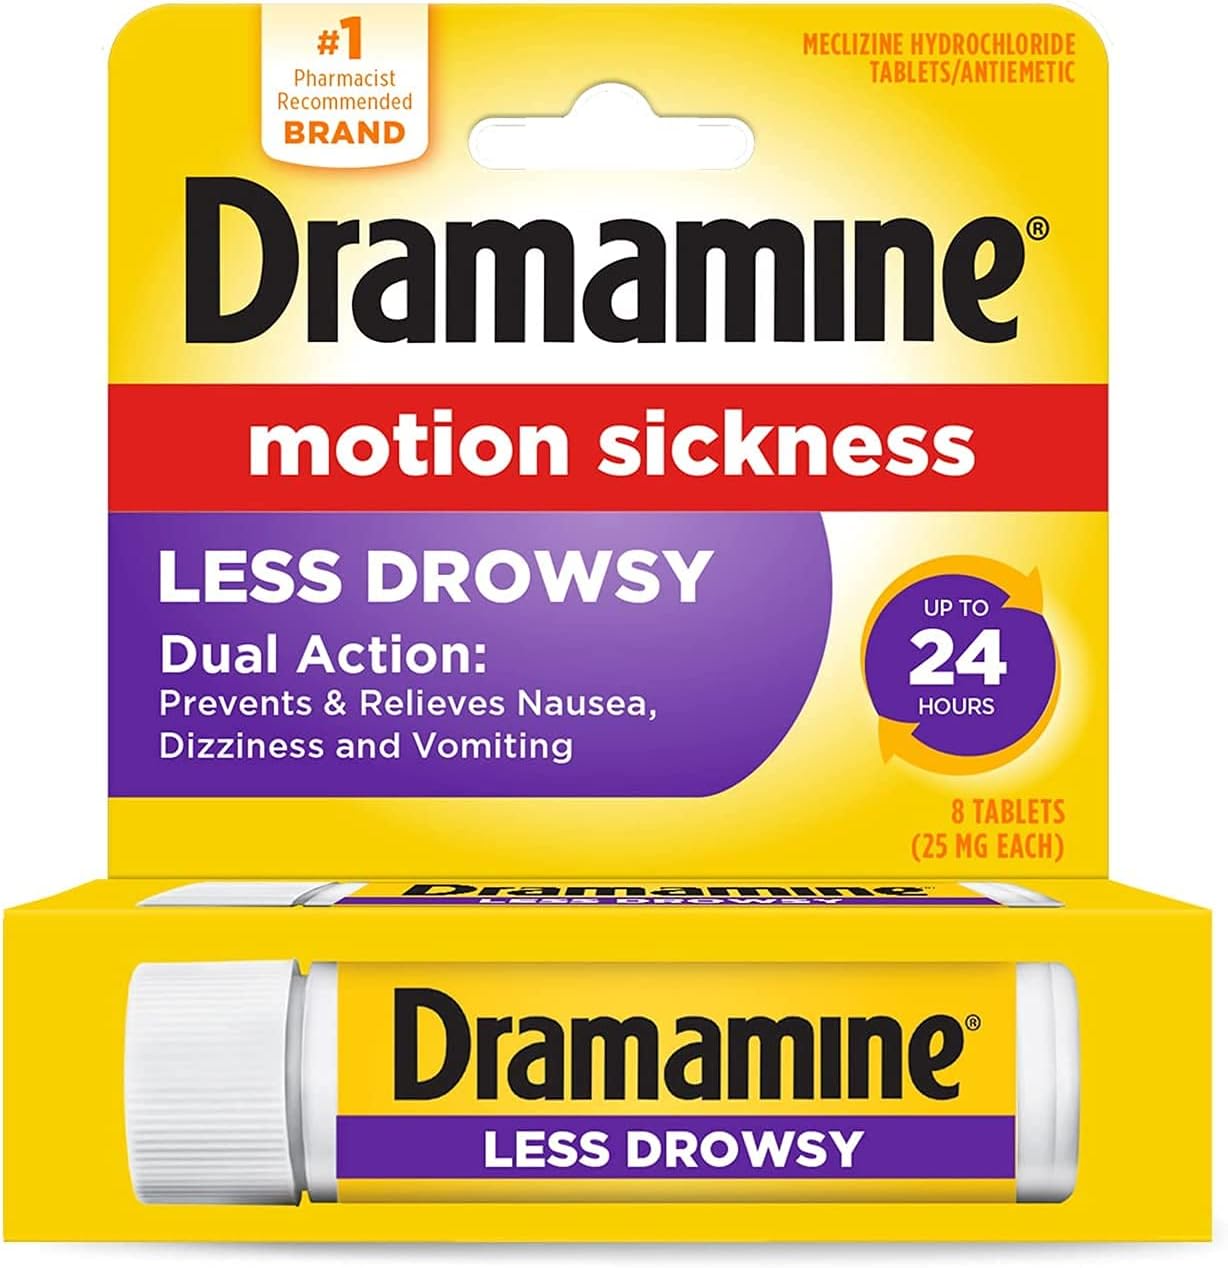 #1
Pharmacist
Recommended
BRAND
MECLIZINE HYDROCHLORIDE
TABLETS/ANTIEMETIC
Dramamine®
motion sickness
LESS DROWSY
Dual Action:
Prevents & Relieves Nausea,
Dizziness and Vomiting
UP TO
24
HOURS
8 TABLETS
(25 MG EACH)
Dramamine
LESS DROWSY
Dramamine®
LESS DROWSY